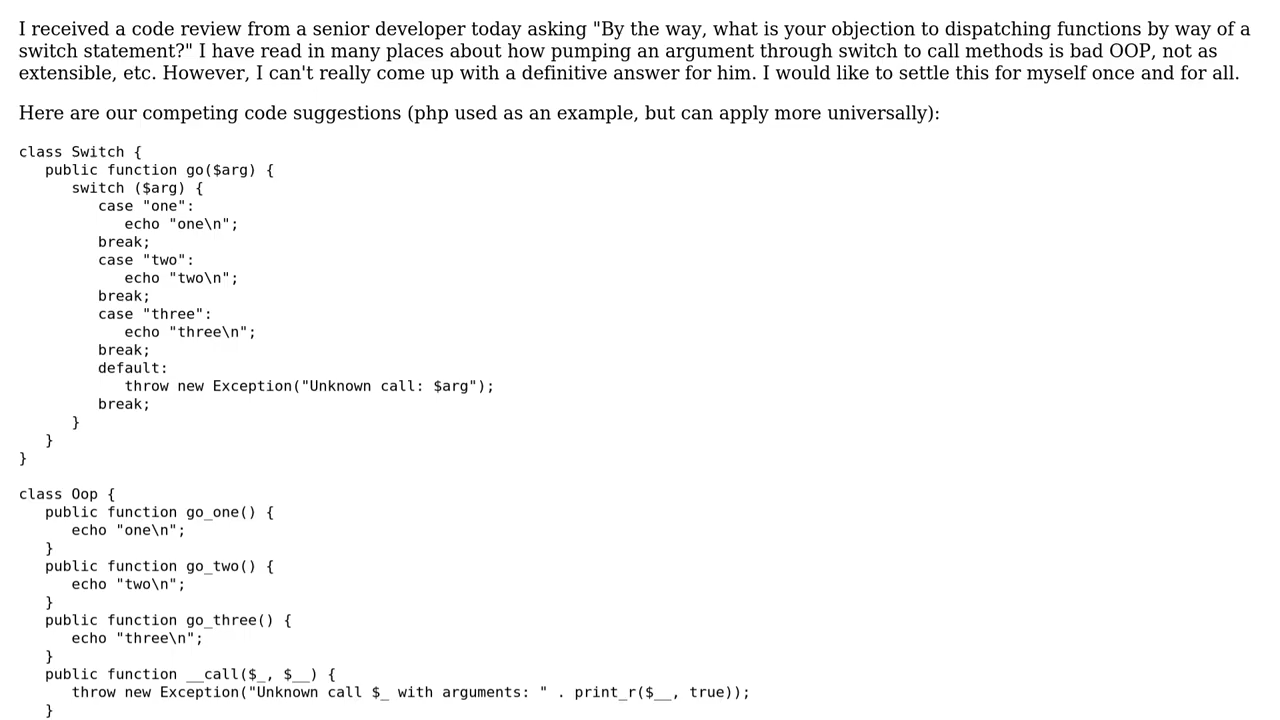 I received a code review from a senior developer today asking "By the way, what is your objection to dispatching functions by way of a
switch statement?" I have read in many places about how pumping an argument through switch to call methods is bad OOP, not as
extensible, etc. However, I can't really come up with a definitive answer for him. I would like to settle this for myself once and for all.
Here are our competing code suggestions (php used as an example, but can apply more universally):
class Switch {
   public function go($arg) {
      switch ($arg) {
         case "one":
            echo "one\n";
         break;
         case "two":
            echo "two\n";
         break;
         case "three":
            echo "three\n";
         break;
         default:
            throw new Exception("Unknown call: $arg");
         break;
      }
   }
}
class Oop {
   public function go_one() {
      echo "one\n";
   }
   public function go_two() {
      echo "two\n";
   }
   public function go_three() {
      echo "three\n";
   }
   public function __call($_, $__) {
      throw new Exception("Unknown call $_ with arguments: " . print_r($__, true));
   }